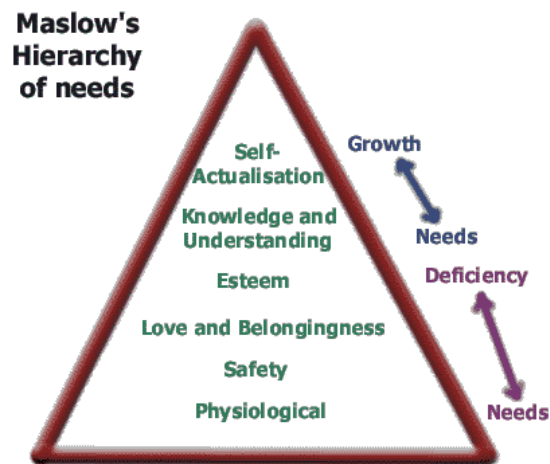 Maslow's
Hierarchy
of needs
Self-
Actualisation
Knowledge and
Understanding
Esteem
Love and Belongingness
Safety
Physiological
Growth
Needs
Deficiency
Needs